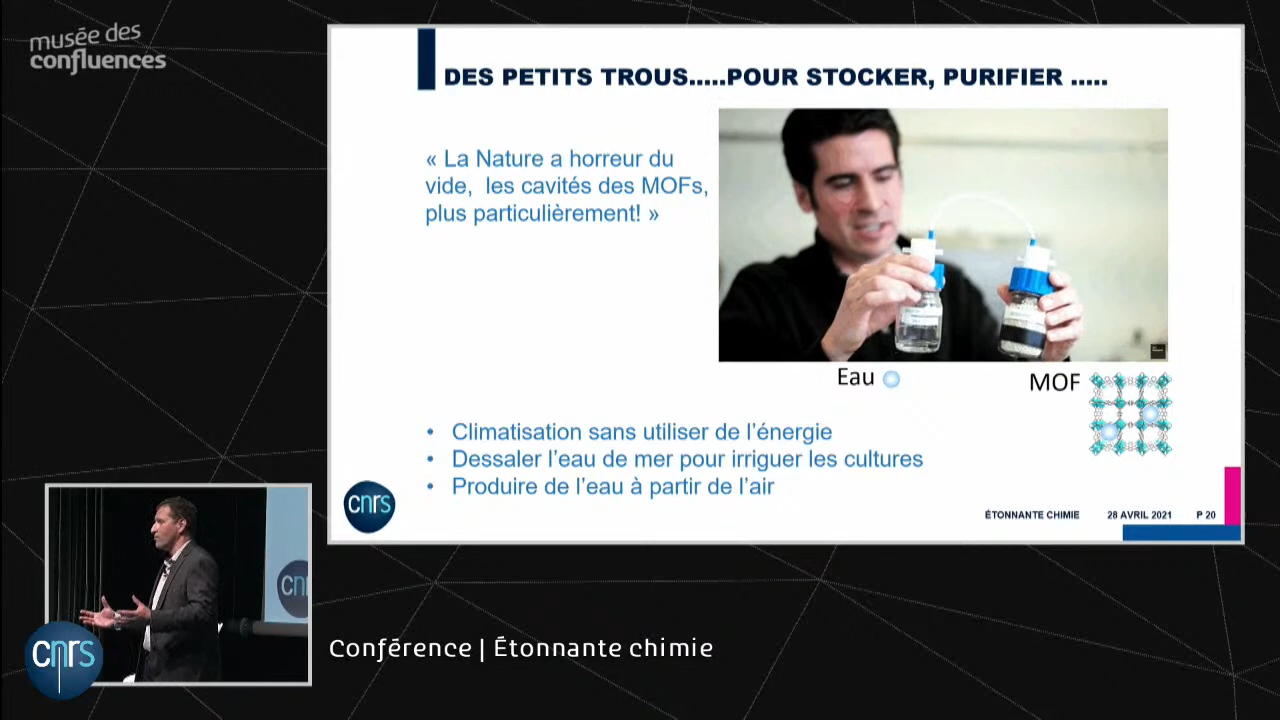 musée des
confluences
DES PETITS TROUS.....POUR STOCKER, PURIFIER .....
« La Nature a horreur du
vide,  les cavités des MOFs,
plus particulièrement! »
Eau
MOF
• Climatisation sans utiliser de l'énergie
• Dessaler l'eau de mer pour irriguer les cultures
• Produire de l'eau à partir de l'air
cnrs
ÉTONNANTE CHIMIE 28 AVRIL 2021 P 20
cn
cnrs
Conférence | Étonnante chimie